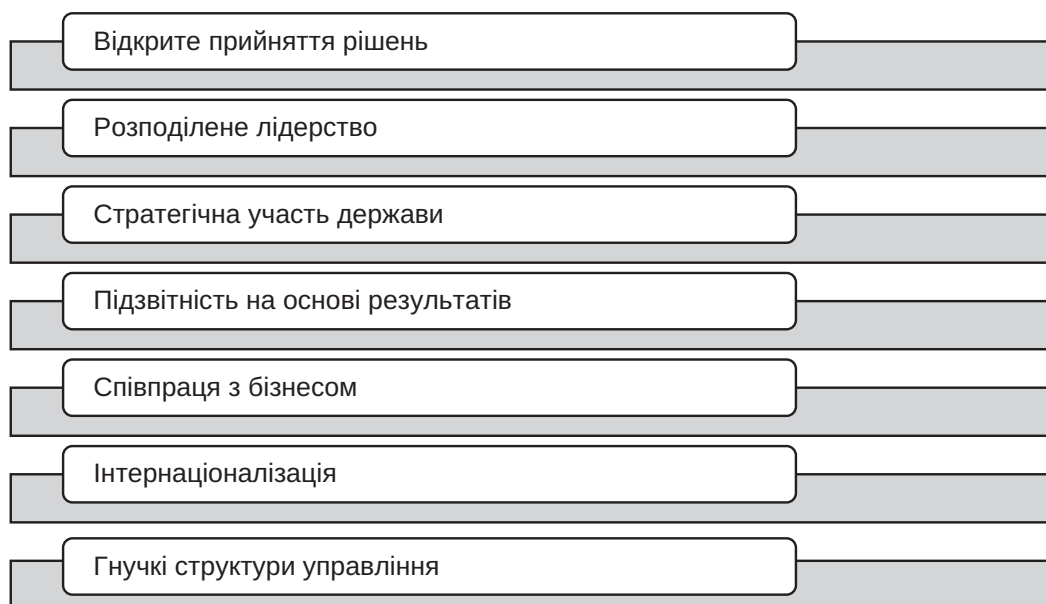 Відкрите прийняття рішень
Розподілене лідерство
Стратегічна участь держави
Підзвітність на основі результатів
Співпраця з бізнесом
Інтернаціоналізація
Гнучкі структури управління